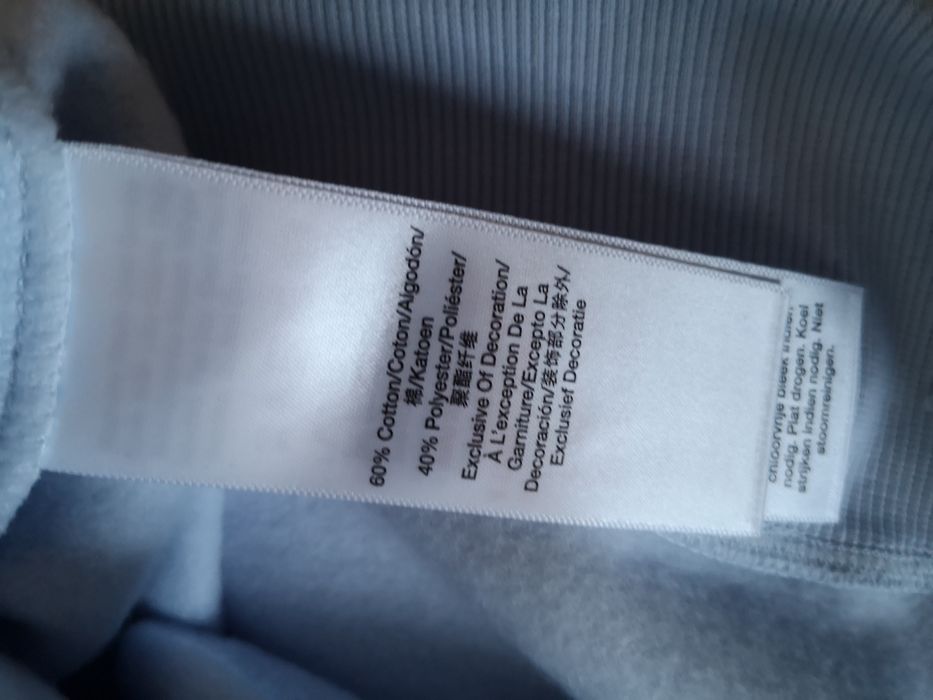 60% Cotton/Coton/Algodón/
棉/Katoen
40% Polyester/Poliéster/
聚酯纤维
Exclusive Of Decoration/
À L'exception De La
Garniture/Excepto La
Decoración/装饰部分除外/
Exclusief Decoratie
chloorvrije bleek indien
nodig. Plat drogen. Koel
strijken indien nodig. Niet
stoomreinigen.